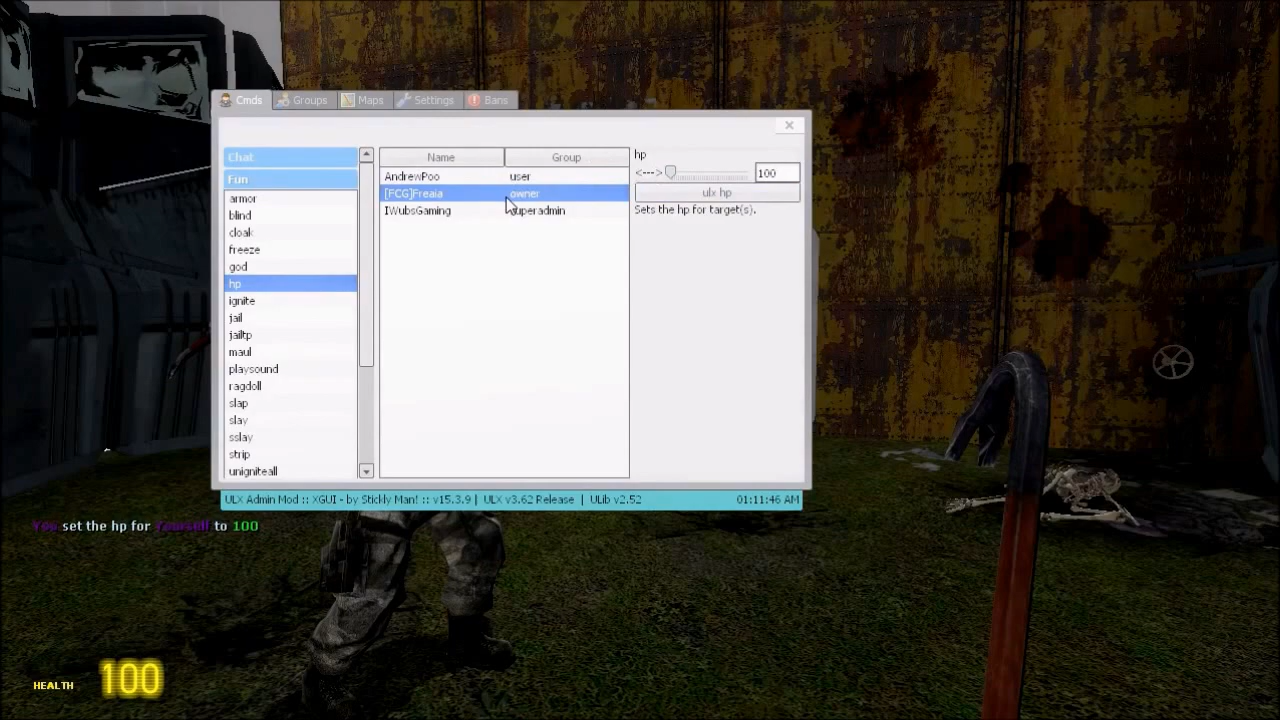 Cmds Groups Maps Settings Bans
Chat
Fun
armor
blind
cloak
freeze
god
hp
ignite
jail
jailtp
maul
playsound
ragdoll
slap
slay
sslay
strip
unigniteall
Name Group
AndrewPoo user
[FCG]Freaia owner
IWubsGaming superadmin
hp
<---> 100
ulx hp
Sets the hp for target(s).
ULX Admin Mod :: XGUI - by Stickly Man! :: v15.3.9 | ULX v3.62 Release | ULib v2.52 01:11:46 AM
You set the hp for Yourself to 100
HEALTH 100